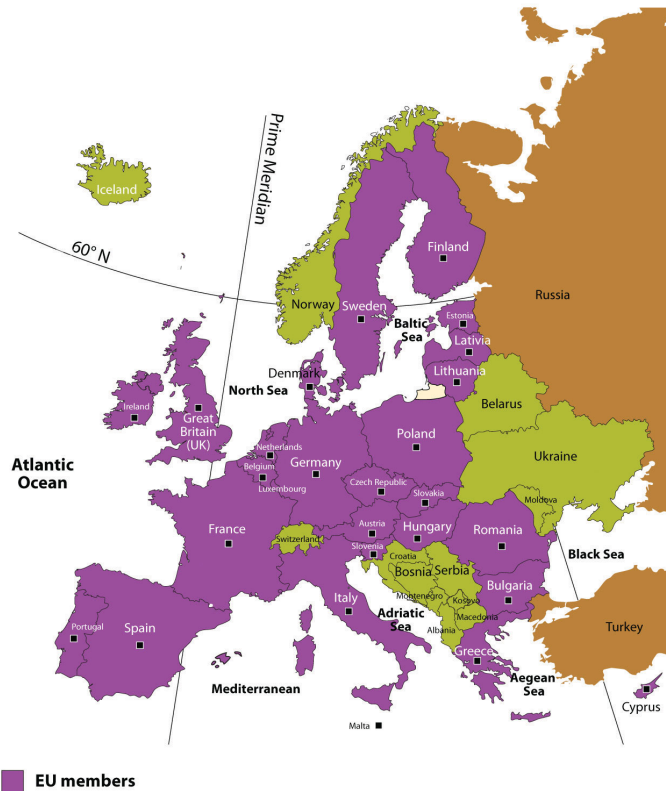 Prime Meridian
Iceland
60° N
Finland
Norway
Sweden
Russia
Estonia
Baltic
Sea
Lativia
Denmark
Lithuania
North Sea
Belarus
Ireland
Great
Britain
(UK)
Netherlands
Poland
Atlantic
Ocean
Belgium
Germany
Ukraine
Luxembourg
Czech Republic
Slovakia
Moldova
France
Austria
Hungary
Romania
Switzerland
Slovenia
Croatia
Black Sea
Bosnia
Serbia
Bulgaria
Montenegro
Kosova
Italy
Adriatic
Sea
Macedonia
Portugal
Spain
Albania
Turkey
Greece
Aegean
Sea
Mediterranean
Cyprus
Malta
EU members